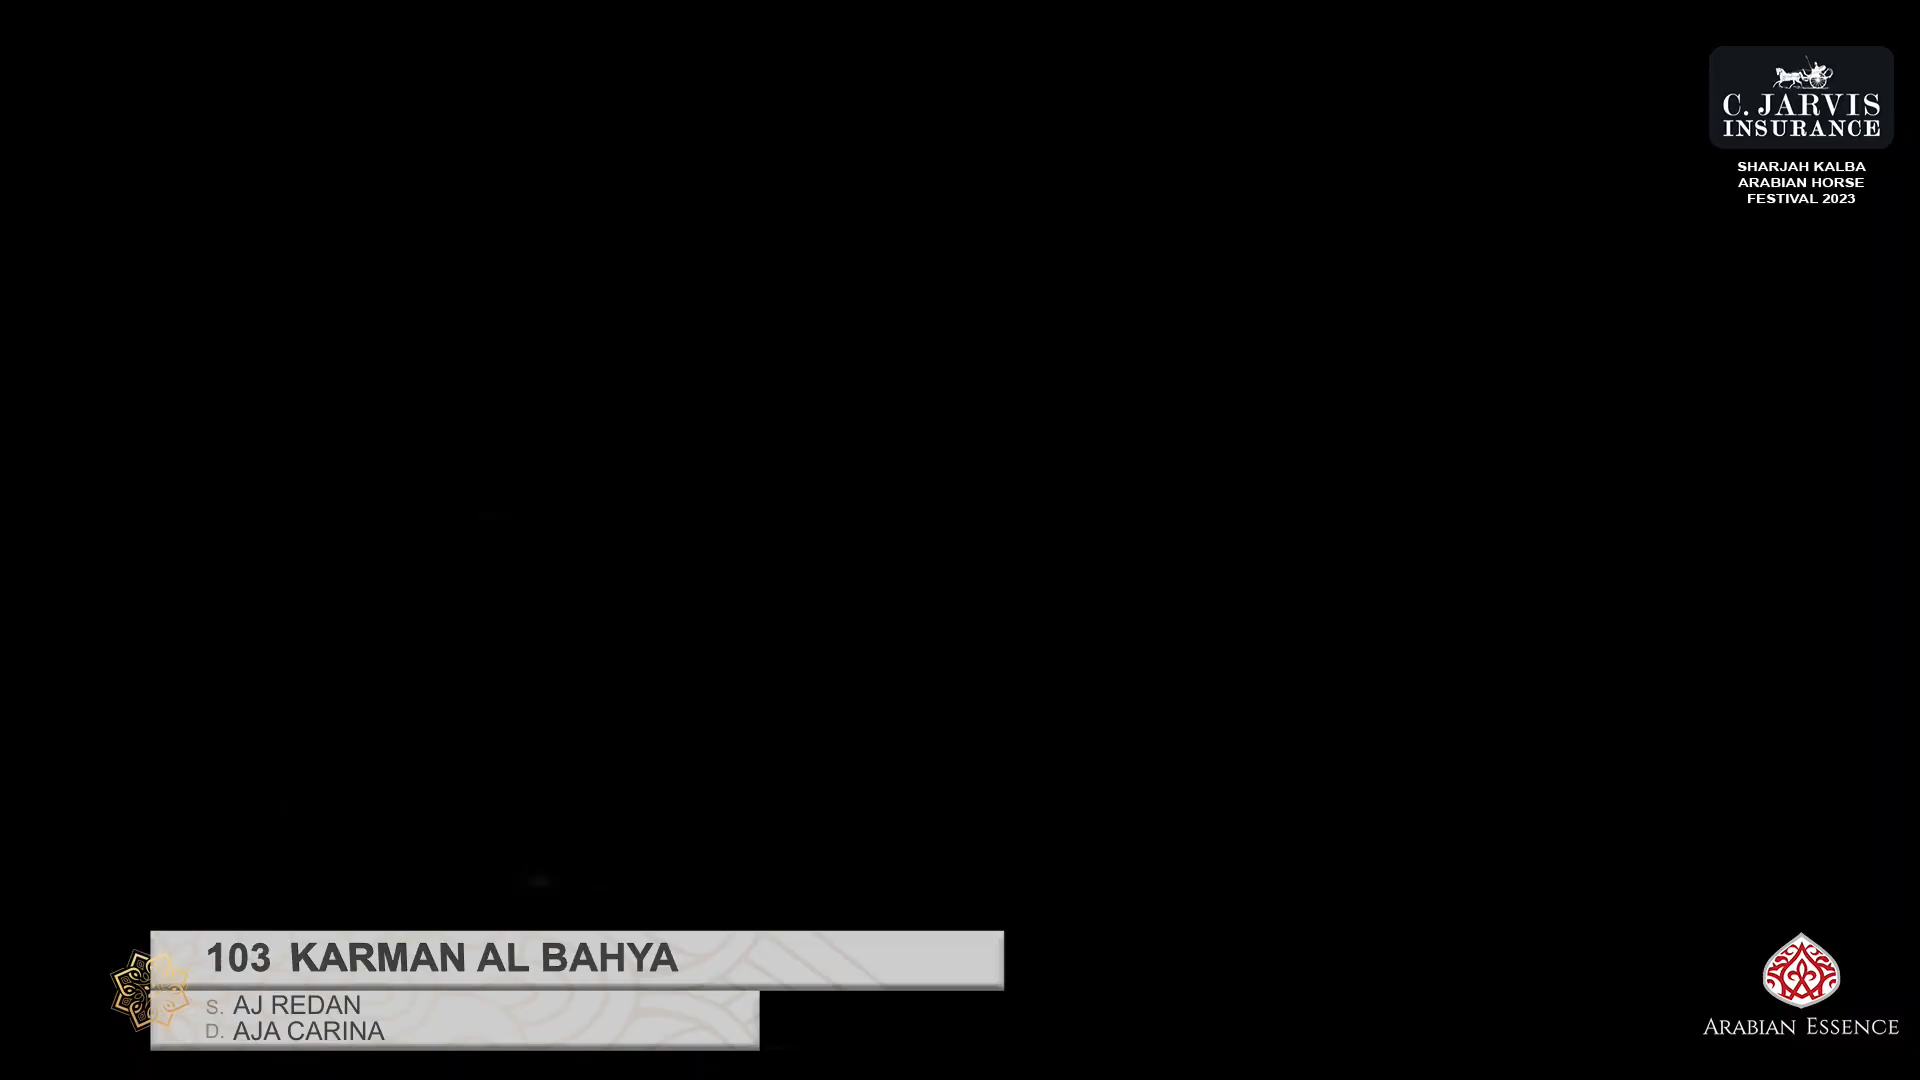 C. JARVIS
INSURANCE
SHARJAH KALBA
ARABIAN HORSE
FESTIVAL 2023
103 KARMAN AL BAHYA
S. AJ REDAN
D. AJA CARINA
ARABIAN ESSENCE